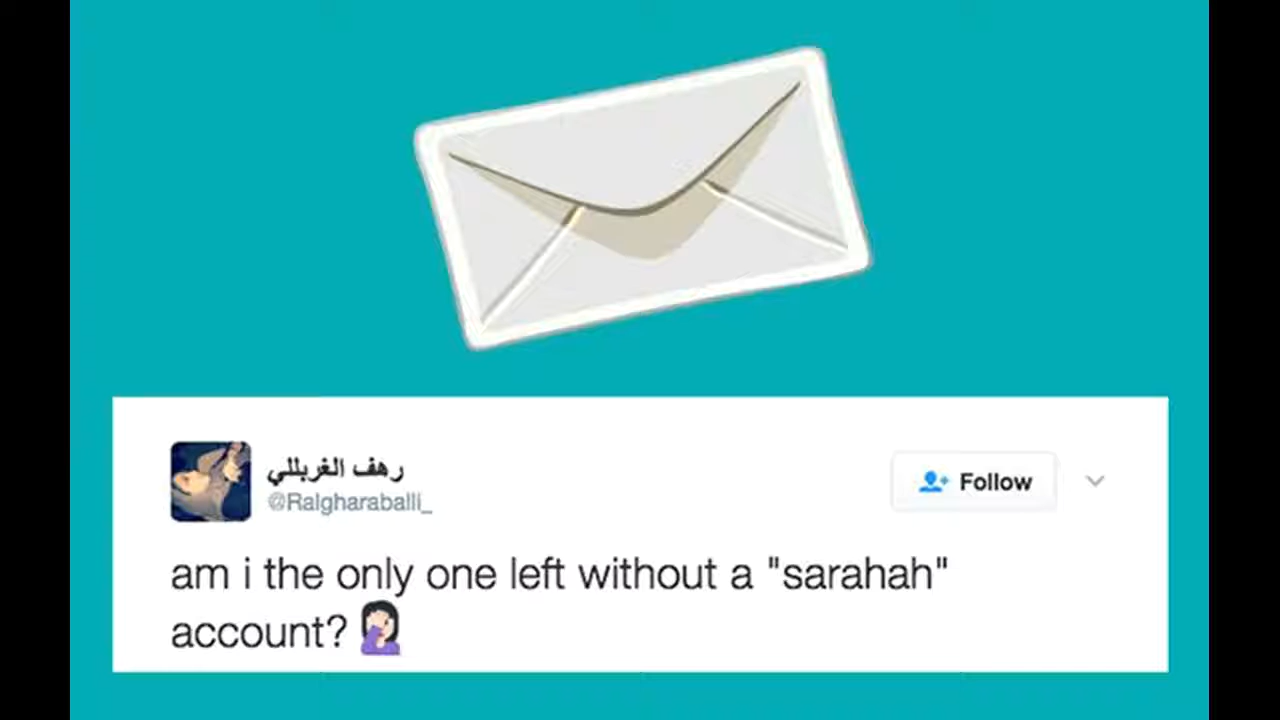 رهف الغربللي
@Ralgharaballi_
Follow
am i the only one left without a "sarahah"
account? 🤦🏻‍♀️